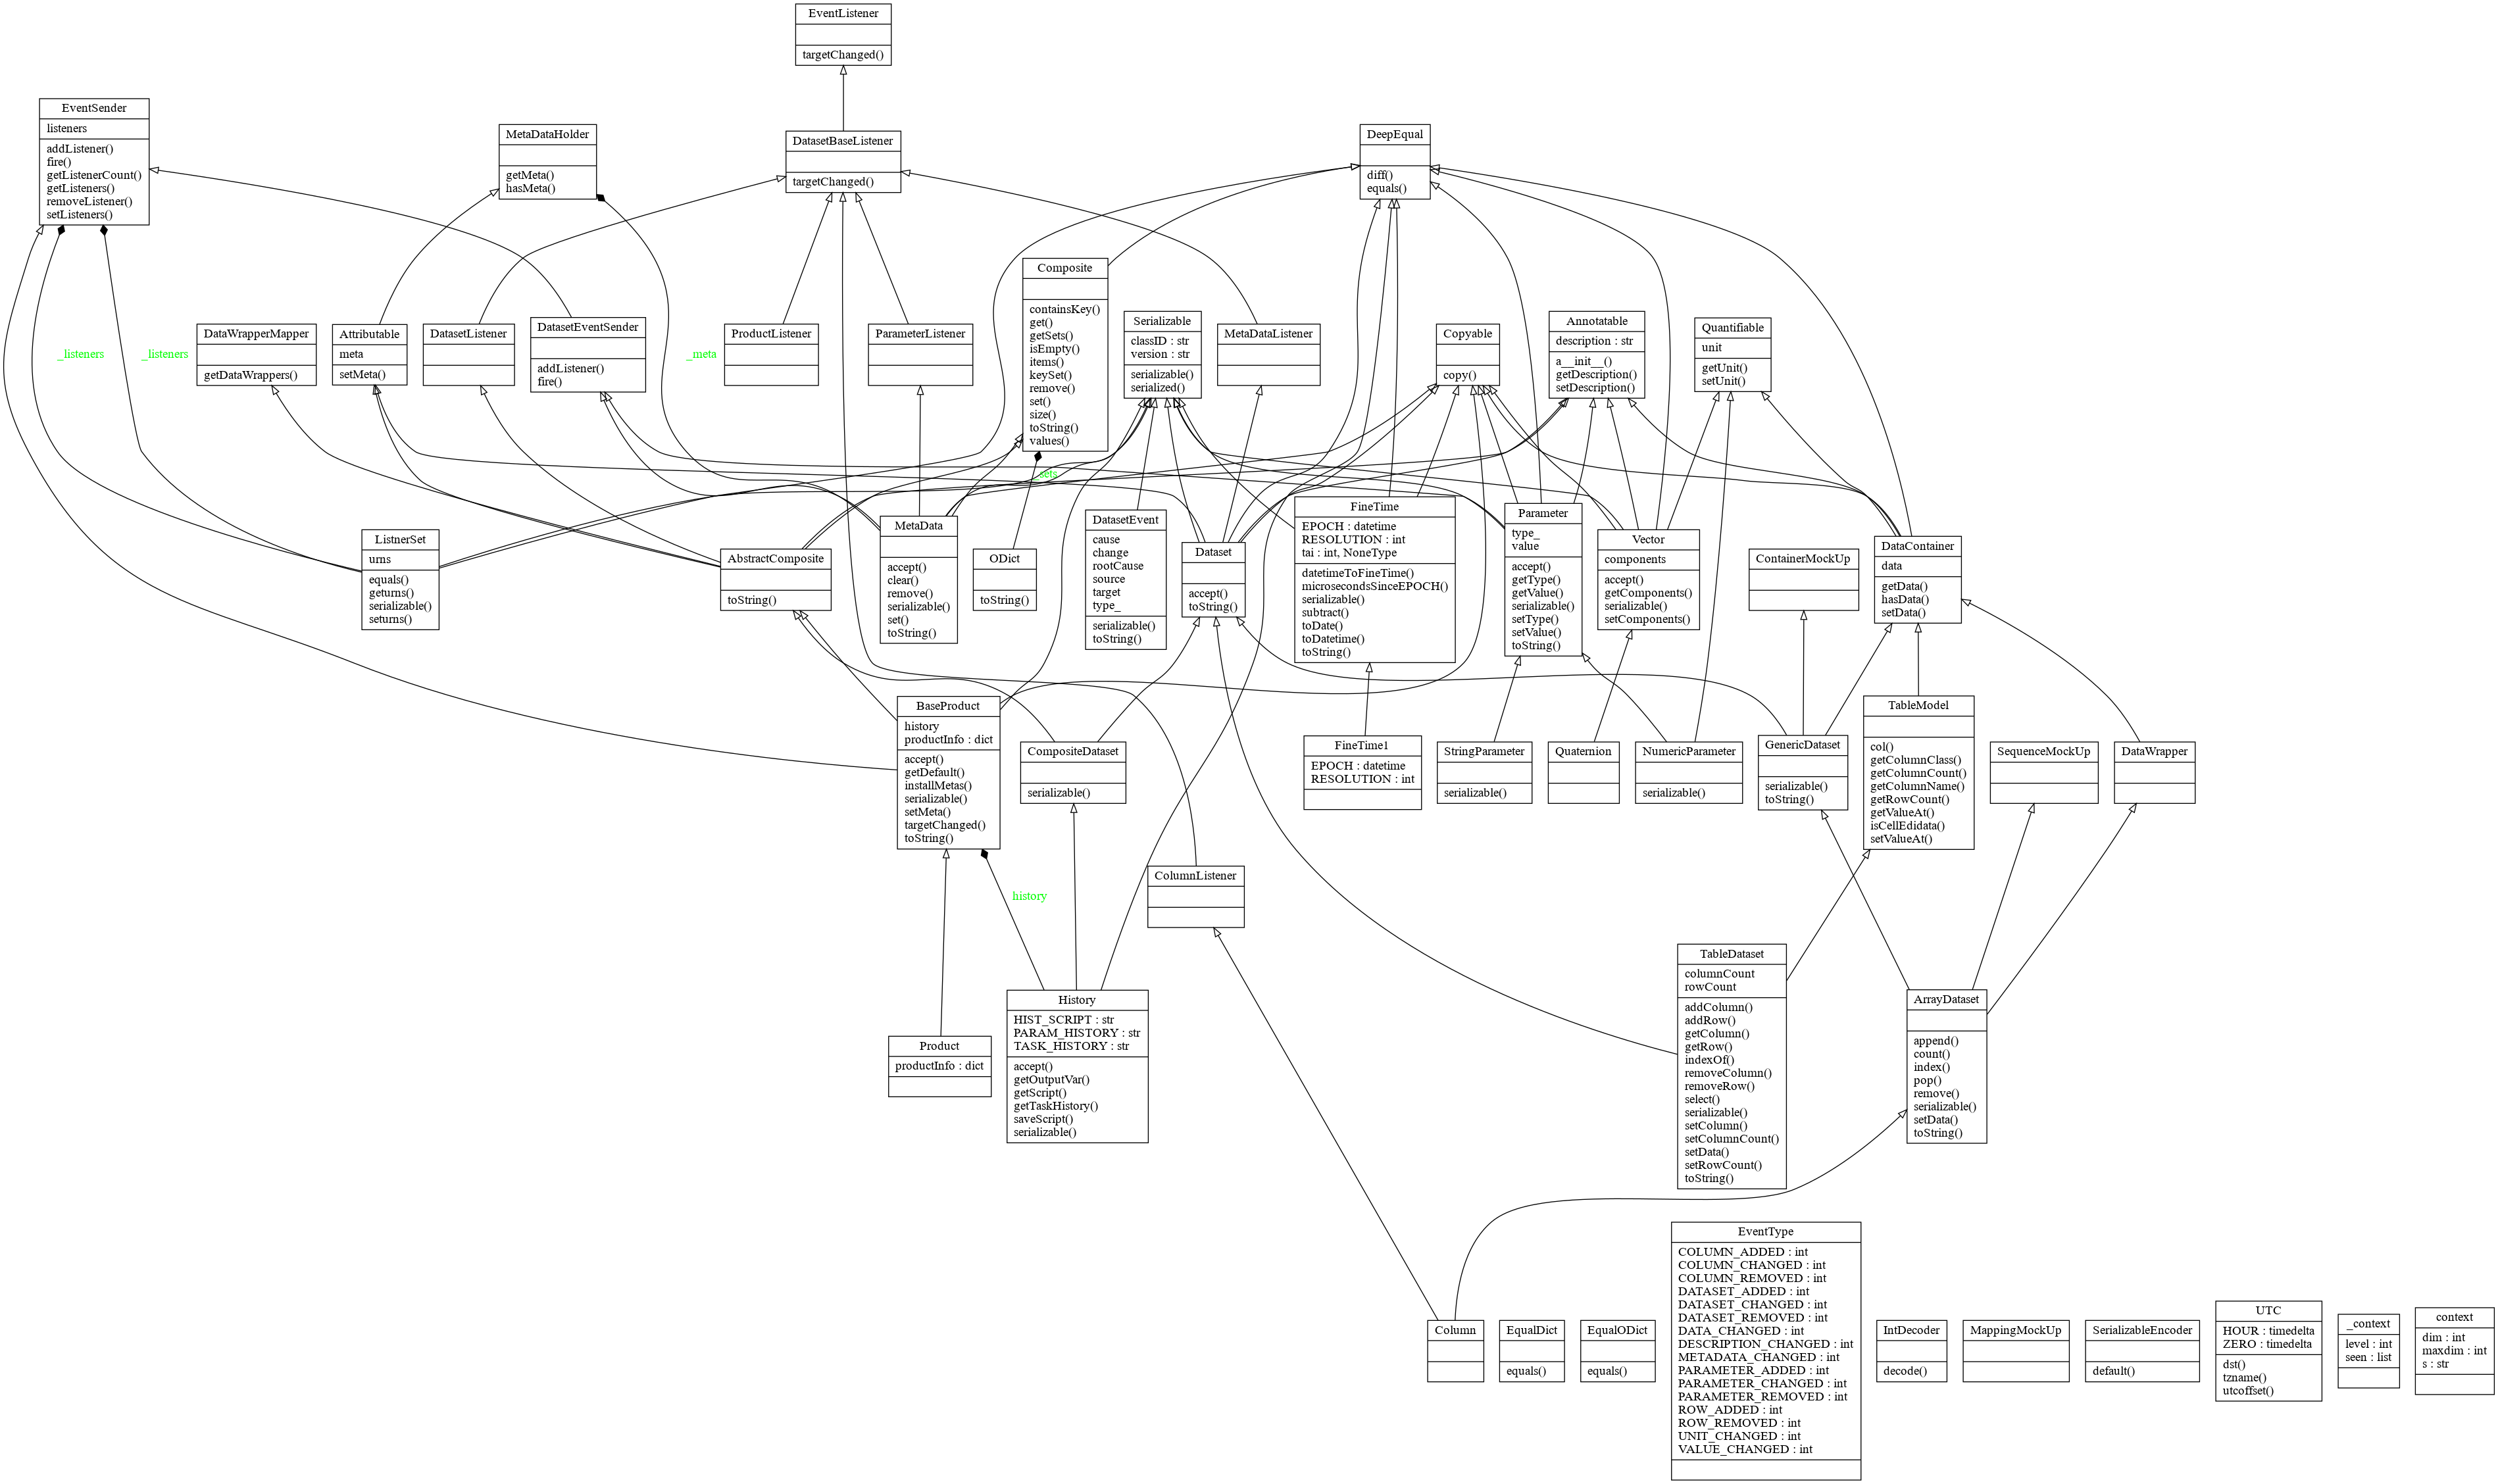 EventListener
targetChanged()
EventSender
listeners
addListener()
fire()
getListenerCount()
getListeners()
removeListener()
setListeners()
MetaDataHolder
getMeta()
hasMeta()
DatasetBaseListener
targetChanged()
DeepEqual
diff()
equals()
_listeners
_listeners
DataWrapperMapper
getDataWrappers()
Attributable
meta
setMeta()
DatasetListener
DatasetEventSender
addListener()
fire()
_meta
ProductListener
ParameterListener
Composite
containsKey()
get()
getSets()
isEmpty()
items()
keySet()
remove()
set()
size()
toString()
values()
Serializable
classID : str
version : str
serializable()
serialized()
MetaDataListener
Copyable
copy()
Annotatable
description : str
a__init__()
getDescription()
setDescription()
Quantifiable
unit
getUnit()
setUnit()
ListnerSet
urns
equals()
geturns()
serializable()
seturns()
AbstractComposite
toString()
MetaData
accept()
clear()
remove()
serializable()
set()
toString()
ODict
toString()
DatasetEvent
cause
change
rootCause
source
target
type_
serializable()
toString()
Dataset
accept()
toString()
FineTime
EPOCH : datetime
RESOLUTION : int
tai : int, NoneType
datetimeToFineTime()
microsecondsSinceEPOCH()
serializable()
subtract()
toDate()
toDatetime()
toString()
Parameter
type_
value
accept()
getType()
getValue()
serializable()
setType()
setValue()
toString()
Vector
components
accept()
getComponents()
serializable()
setComponents()
ContainerMockUp
DataContainer
data
getData()
hasData()
setData()
BaseProduct
history
productInfo : dict
accept()
getDefault()
installMetas()
serializable()
setMeta()
targetChanged()
toString()
CompositeDataset
serializable()
FineTime1
EPOCH : datetime
RESOLUTION : int
StringParameter
serializable()
Quaternion
NumericParameter
serializable()
GenericDataset
serializable()
toString()
TableModel
col()
getColumnClass()
getColumnCount()
getColumnName()
getRowCount()
getValueAt()
isCellEdidata()
setValueAt()
SequenceMockUp
DataWrapper
history
ColumnListener
Product
productInfo : dict
History
HIST_SCRIPT : str
PARAM_HISTORY : str
TASK_HISTORY : str
accept()
getOutputVar()
getScript()
getTaskHistory()
saveScript()
serializable()
TableDataset
columnCount
rowCount
addColumn()
addRow()
getColumn()
getRow()
indexOf()
removeColumn()
removeRow()
select()
serializable()
setColumn()
setColumnCount()
setData()
setRowCount()
toString()
ArrayDataset
append()
count()
index()
pop()
remove()
serializable()
setData()
toString()
Column
EqualDict
equals()
EqualODict
equals()
EventType
COLUMN_ADDED : int
COLUMN_CHANGED : int
COLUMN_REMOVED : int
DATASET_ADDED : int
DATASET_CHANGED : int
DATASET_REMOVED : int
DATA_CHANGED : int
DESCRIPTION_CHANGED : int
METADATA_CHANGED : int
PARAMETER_ADDED : int
PARAMETER_CHANGED : int
PARAMETER_REMOVED : int
ROW_ADDED : int
ROW_REMOVED : int
UNIT_CHANGED : int
VALUE_CHANGED : int
IntDecoder
decode()
MappingMockUp
SerializableEncoder
default()
UTC
HOUR : timedelta
ZERO : timedelta
dst()
tzname()
utcoffset()
_context
level : int
seen : list
context
dim : int
maxdim : int
s : str